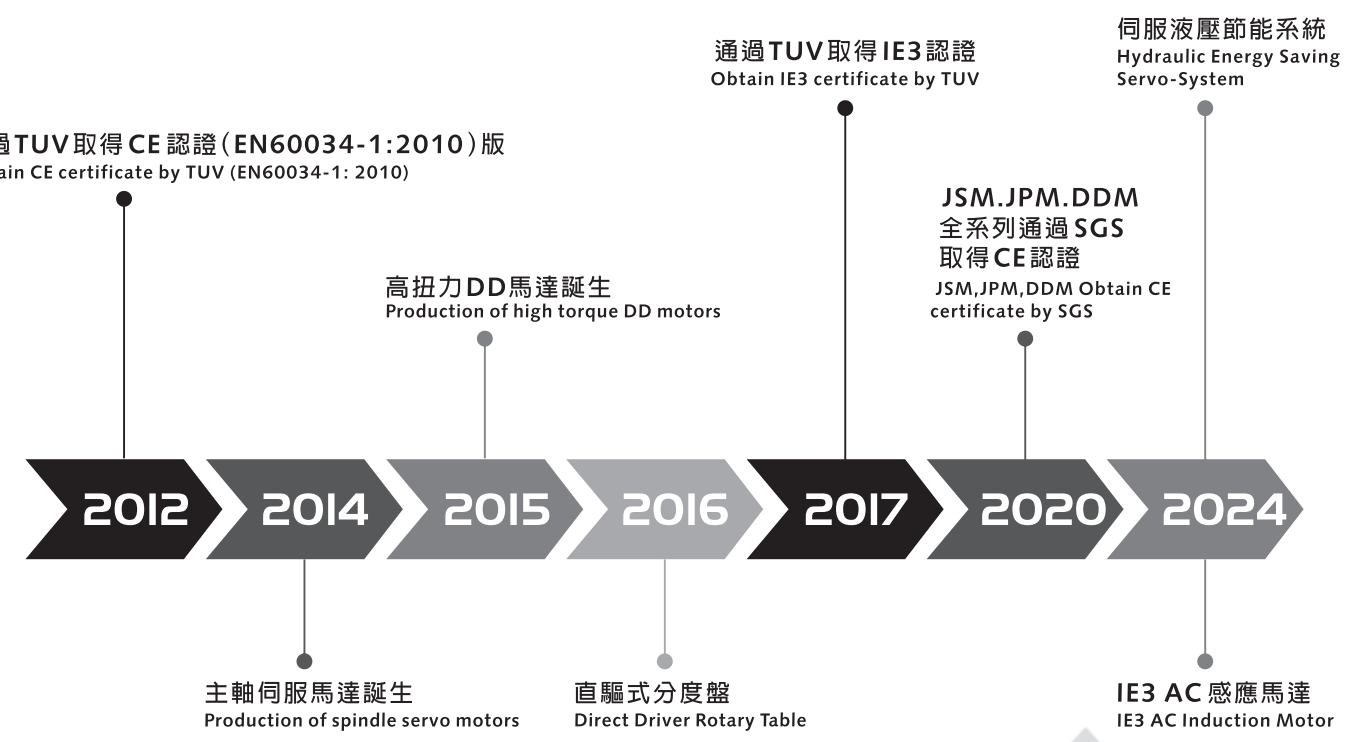 伺服液壓節能系統
Hydraulic Energy Saving
Servo-System
通過TUV取得IE3認證
Obtain IE3 certificate by TUV
過TUV取得CE認證(EN60034-1:2010)版
CE certificate by TUV (EN60034-1: 2010)
JSM.JPM.DDM
全系列通過SGS
取得CE認證
JSM,JPM,DDM Obtain CE
certificate by SGS
高扭力DD馬達誕生
Production of high torque DD motors
2012
2014
2015
2016
2017
2020
2024
主軸伺服馬達誕生
Production of spindle servo motors
直驅式分度盤
Direct Driver Rotary Table
IE3 AC 感應馬達
IE3 AC Induction Motor